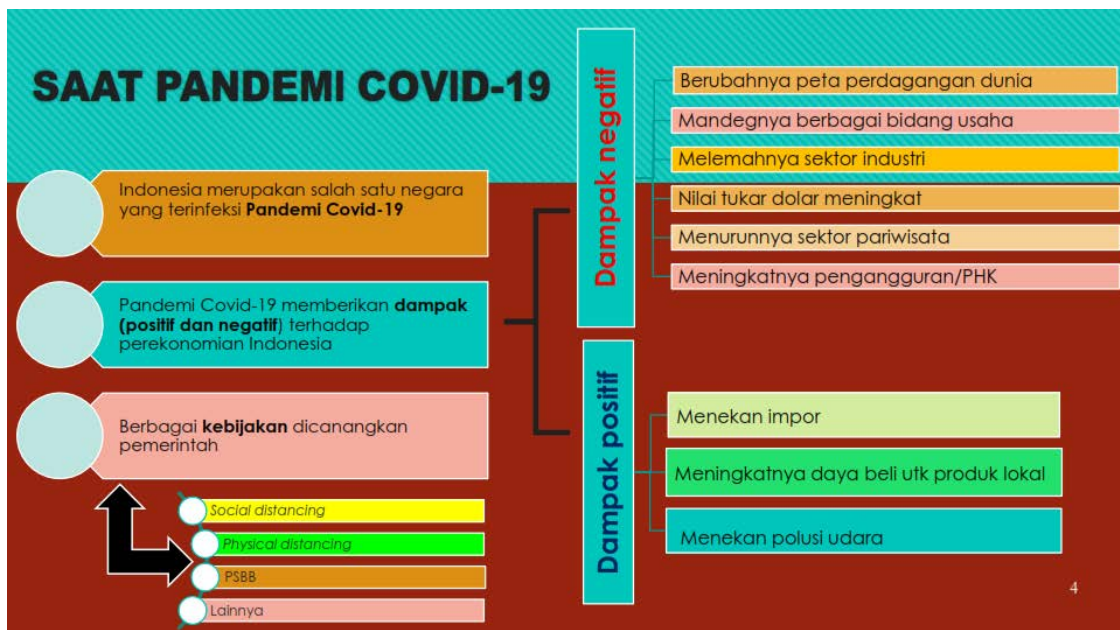 SAAT PANDEMI COVID-19
Indonesia merupakan salah satu negara
yang terinfeksi Pandemi Covid-19
Pandemi Covid-19 memberikan dampak
(positif dan negatif) terhadap
perekonomian Indonesia
Berbagai kebijakan dicanangkan
pemerintah
Social distancing
Physical distancing
PSBB
Lainnya
Dampak negatif
Berubahnya peta perdagangan dunia
Mandegnya berbagai bidang usaha
Melemahnya sektor industri
Nilai tukar dolar meningkat
Menurunnya sektor pariwisata
Meningkatnya pengangguran/PHK
Dampak positif
Menekan impor
Meningkatnya daya beli utk produk lokal
Menekan polusi udara
4